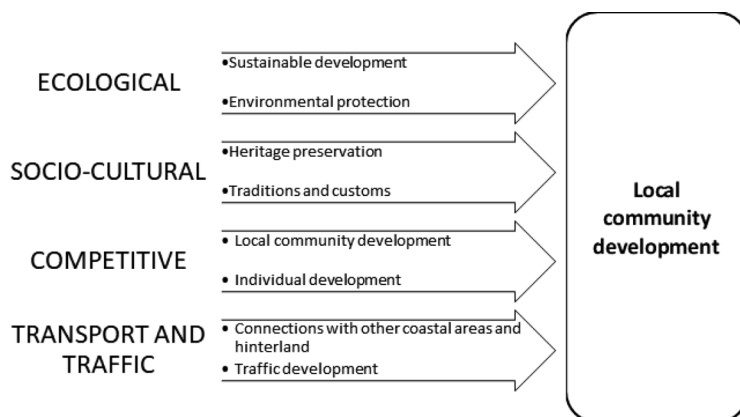 ECOLOGICAL
•Sustainable development
•Environmental protection
SOCIO-CULTURAL
•Heritage preservation
•Traditions and customs
COMPETITIVE
• Local community development
• Individual development
TRANSPORT AND
TRAFFIC
• Connections with other coastal areas and
hinterland
• Traffic development
Local
community
development